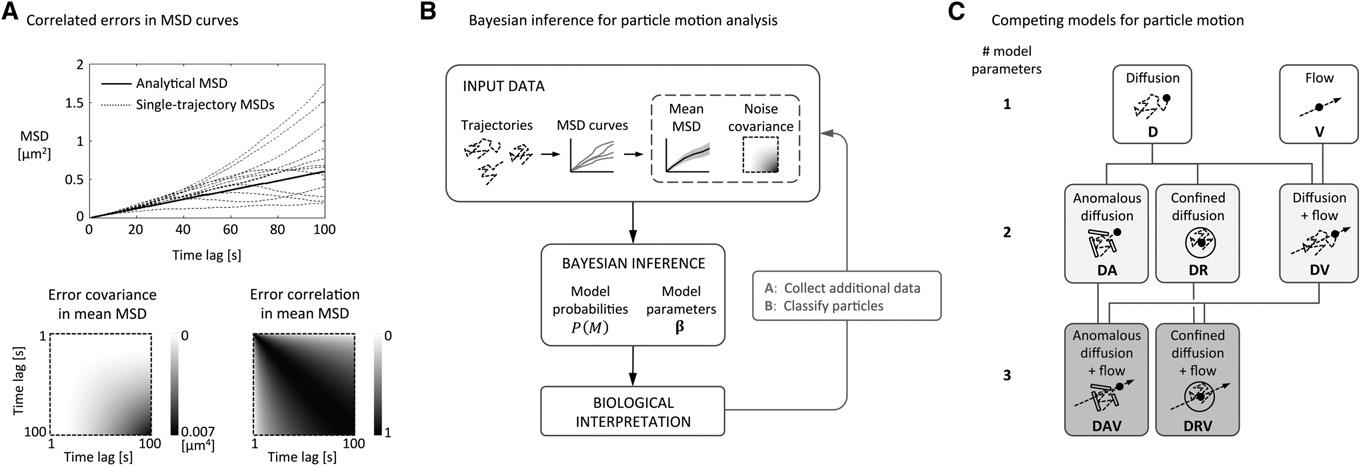 A
Correlated errors in MSD curves
2
1.5
MSD
1
[µm²]
0.5
0
0 20 40 60 80 100
Time lag [s]
Analytical MSD
Single-trajectory MSDs
Error covariance
in mean MSD
Time lag [s]
1
100
1 100
Time lag [s]
0
0.007
[µm⁴]
Error correlation
in mean MSD
1 100
Time lag [s]
0
1
B
Bayesian inference for particle motion analysis
INPUT DATA
Trajectories
MSD curves
Mean
MSD
Noise
covariance
BAYESIAN INFERENCE
Model
probabilities
P(M)
Model
parameters
β
BIOLOGICAL
INTERPRETATION
A: Collect additional data
B: Classify particles
C
Competing models for particle motion
# model
parameters
1
Diffusion
D
Flow
V
2
Anomalous
diffusion
DA
Confined
diffusion
DR
Diffusion
+ flow
DV
3
Anomalous
diffusion
+ flow
DAV
Confined
diffusion
+ flow
DRV